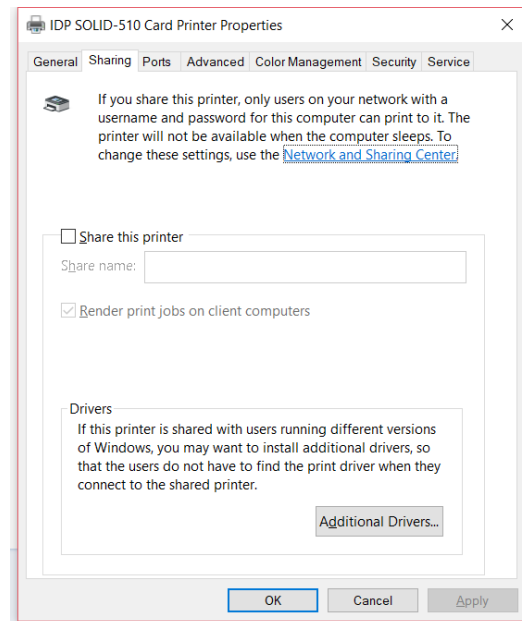 IDP SOLID-510 Card Printer Properties
General Sharing Ports Advanced Color Management Security Service
If you share this printer, only users on your network with a
username and password for this computer can print to it. The
printer will not be available when the computer sleeps. To
change these settings, use the Network and Sharing Center.
Share this printer
Share name:
Render print jobs on client computers
Drivers
If this printer is shared with users running different versions
of Windows, you may want to install additional drivers, so
that the users do not have to find the print driver when they
connect to the shared printer.
Additional Drivers...
OK Cancel Apply